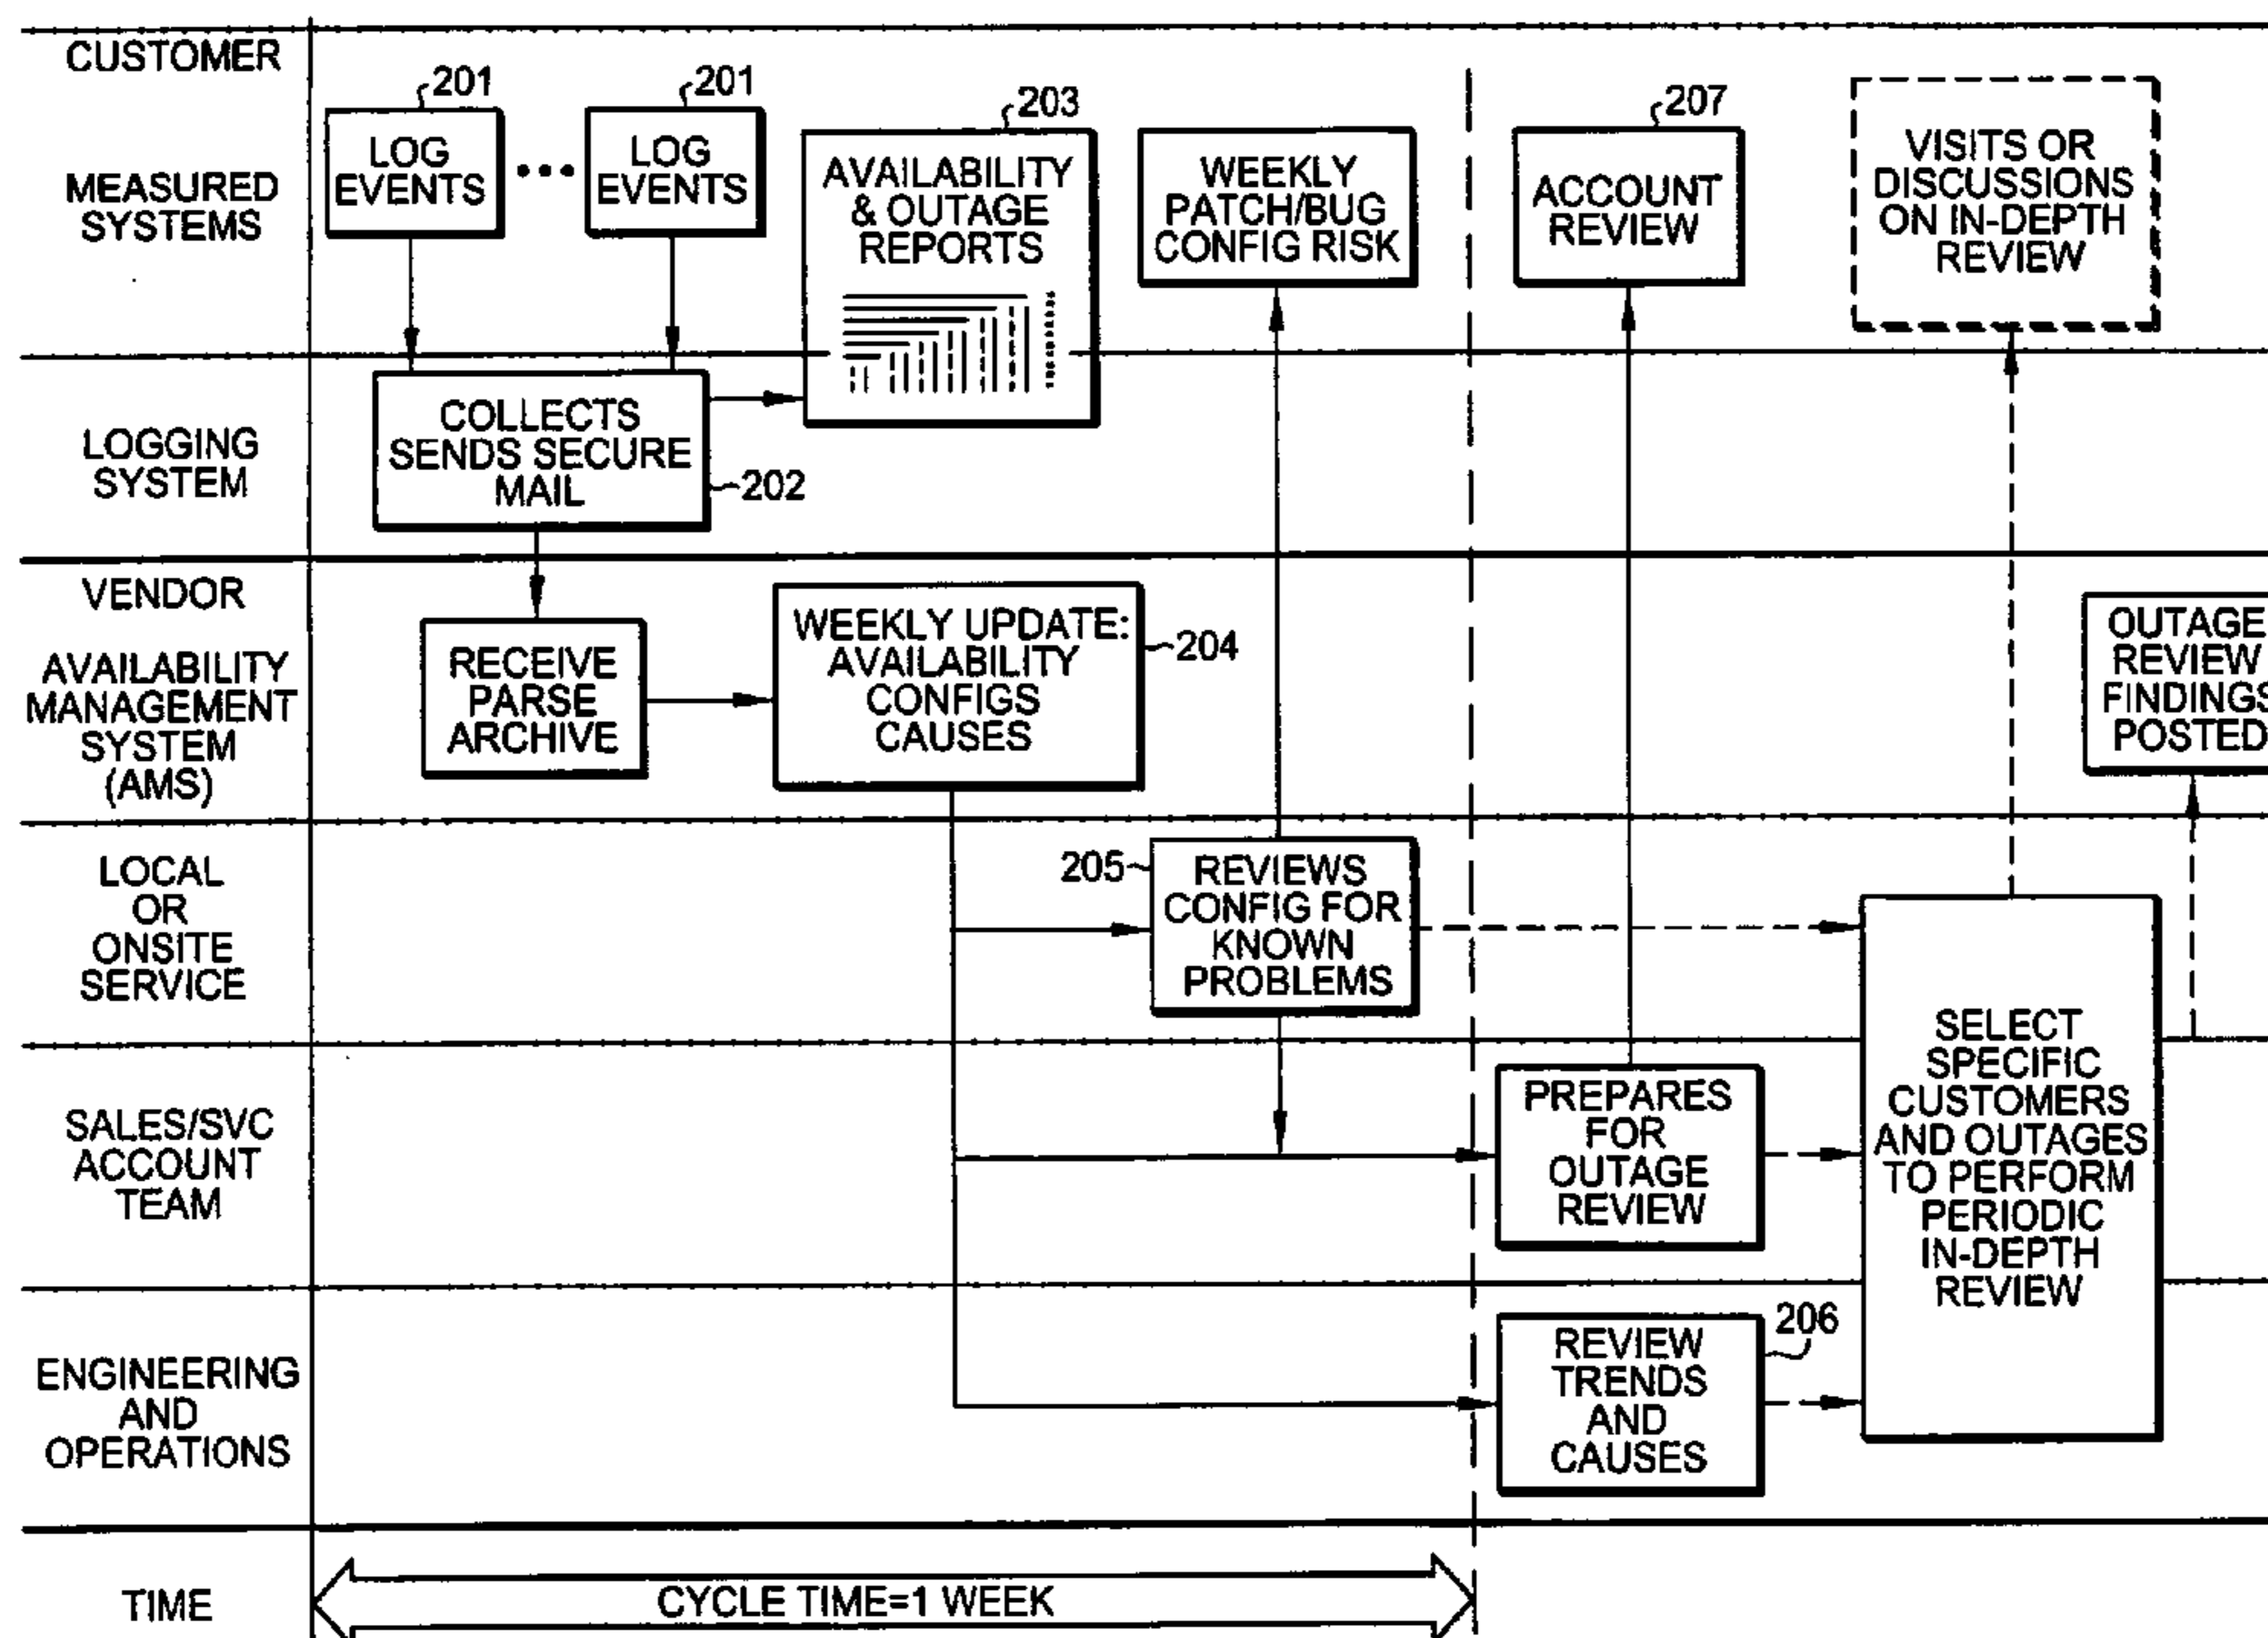 CUSTOMER
MEASURED
SYSTEMS
201
LOG
EVENTS
201
LOG
EVENTS
203
AVAILABILITY
& OUTAGE
REPORTS
WEEKLY
PATCH/BUG
CONFIG RISK
207
ACCOUNT
REVIEW
VISITS OR
DISCUSSIONS
ON IN-DEPTH
REVIEW
LOGGING
SYSTEM
COLLECTS
SENDS SECURE
MAIL
202
VENDOR
AVAILABILITY
MANAGEMENT
SYSTEM
(AMS)
RECEIVE
PARSE
ARCHIVE
WEEKLY UPDATE:
AVAILABILITY
CONFIGS
CAUSES
204
OUTAGE
REVIEW
FINDINGS
POSTED
LOCAL
OR
ONSITE
SERVICE
205
REVIEWS
CONFIG FOR
KNOWN
PROBLEMS
SELECT
SPECIFIC
CUSTOMERS
AND OUTAGES
TO PERFORM
PERIODIC
IN-DEPTH
REVIEW
SALES/SVC
ACCOUNT
TEAM
PREPARES
FOR
OUTAGE
REVIEW
ENGINEERING
AND
OPERATIONS
REVIEW
TRENDS
AND
CAUSES
206
TIME
CYCLE TIME=1 WEEK